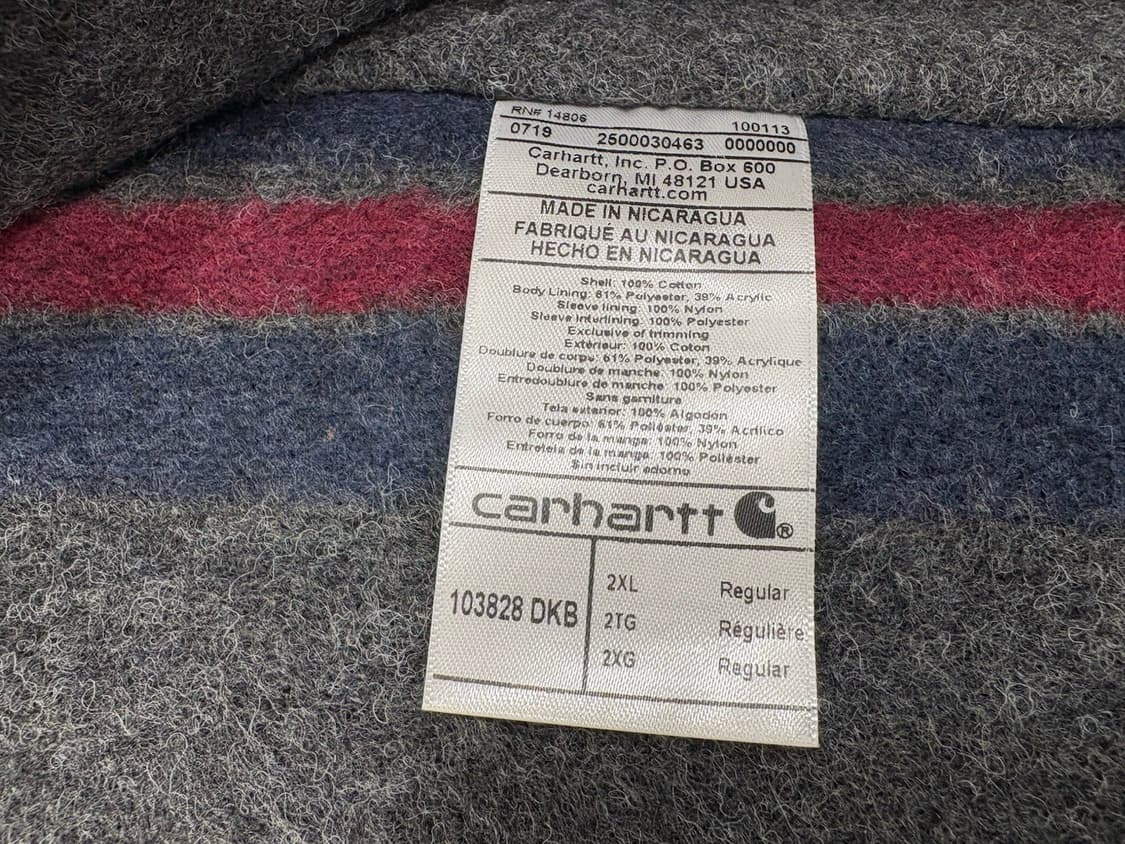 RN# 14806 100113
0719 2500030463 0000000
Carhartt, Inc. P.O. Box 600
Dearborn, MI 48121 USA
carhartt.com
MADE IN NICARAGUA
FABRIQUÉ AU NICARAGUA
HECHO EN NICARAGUA
Shell: 100% Cotton
Body Lining: 61% Polyester, 39% Acrylic
Sleeve lining: 100% Nylon
Sleeve Interlining: 100% Polyester
Exclusive of trimming
Extérieur: 100% Coton
Doublure de corps: 61% Polyester, 39% Acrylique
Doublure de manche: 100% Nylon
Entredoublure de manche 100% Polyester
Sans garniture
Tela exterior: 100% Algodón
Forro de cuerpo: 61% Poliéster, 39% Acrílico
Forro de la manga: 100% Nylon
Entretela de la manga: 100% Poliéster
Sin incluir adorno
carhartt ®
103828 DKB
2XL Regular
2TG Régulière
2XG Regular